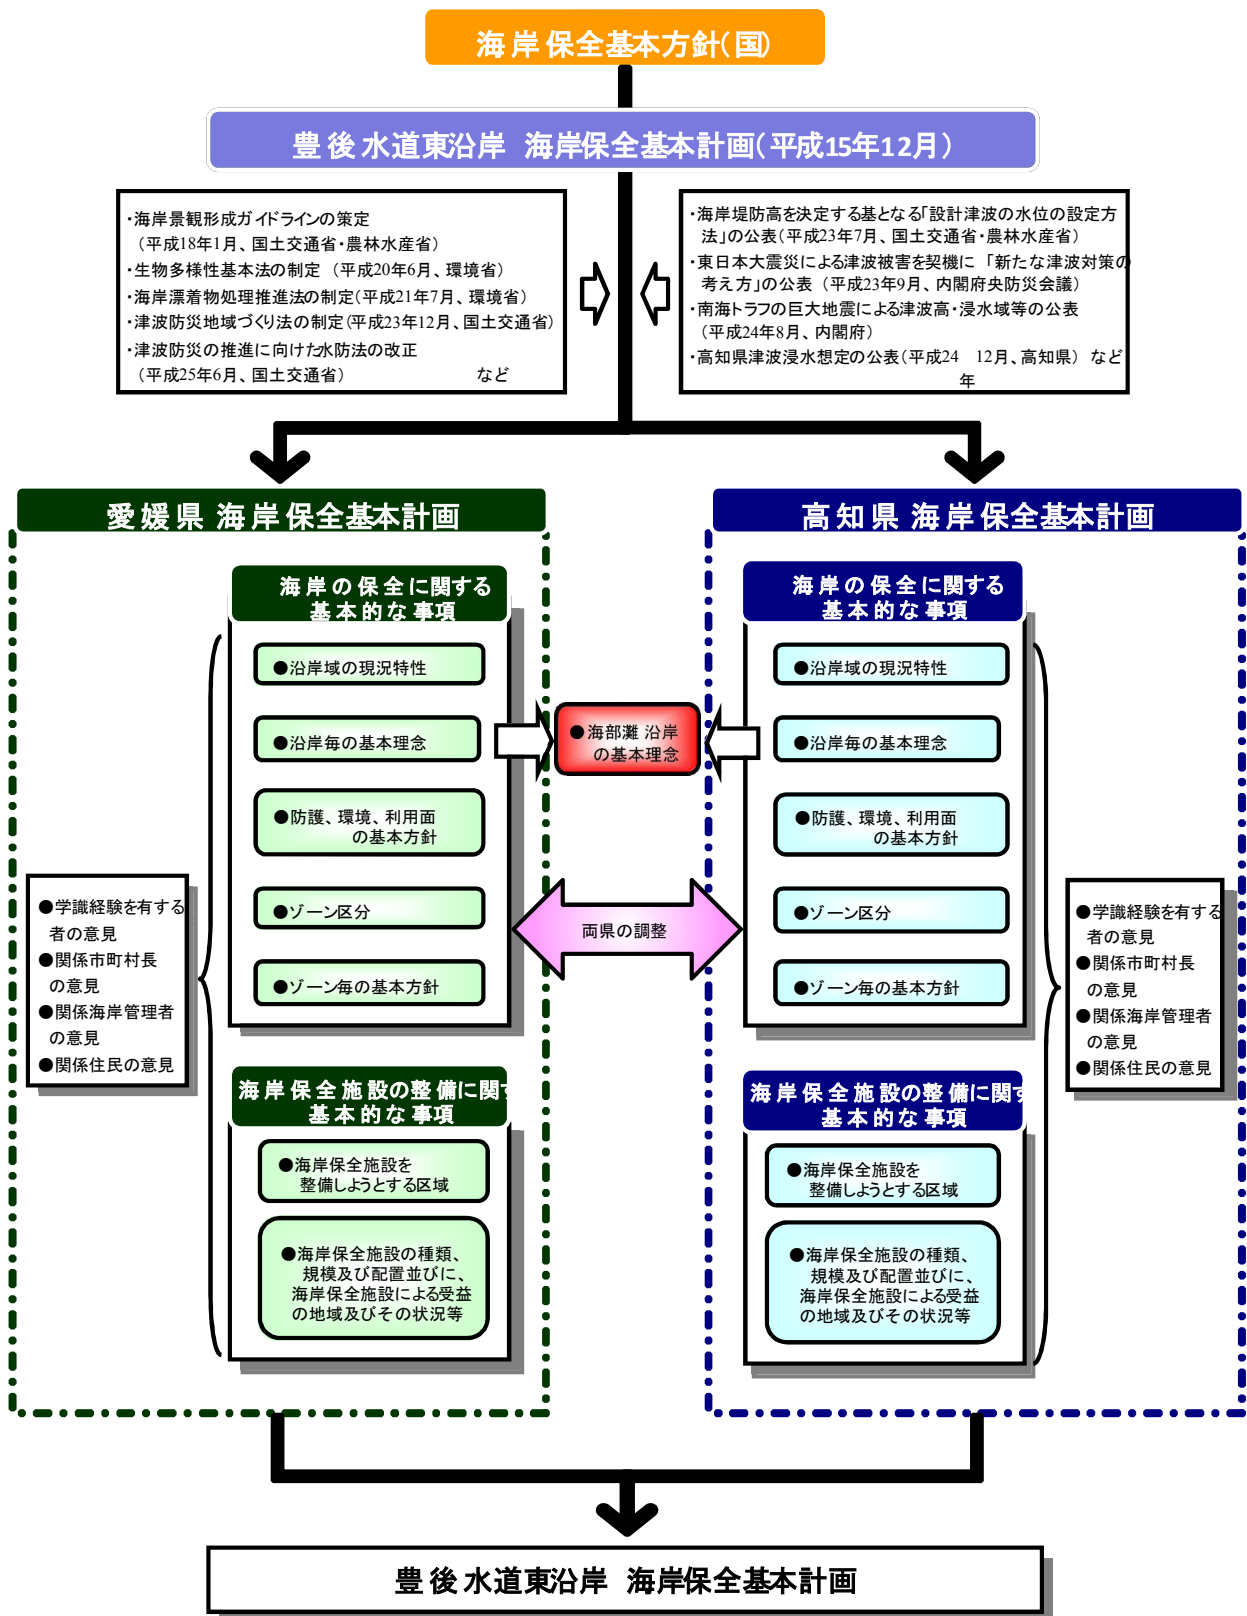 海岸保全基本方針(国)
豊後水道東沿岸 海岸保全基本計画(平成15年12月)
・海岸景観形成ガイドラインの策定
(平成18年1月、国土交通省・農林水産省)
・生物多様性基本法の制定 (平成20年6月、環境省)
・海岸漂着物処理推進法の制定(平成21年7月、環境省)
・津波防災地域づくり法の制定(平成23年12月、国土交通省)
・津波防災の推進に向けた水防法の改正
(平成25年6月、国土交通省) など
・海岸堤防高を決定する基となる「設計津波の水位の設定方
法」の公表(平成23年7月、国土交通省・農林水産省)
・東日本大震災による津波被害を契機に 「新たな津波対策の
考え方」の公表 (平成23年9月、内閣府中央防災会議)
・南海トラフの巨大地震による津波高・浸水域等の公表
(平成24年8月、内閣府)
・高知県津波浸水想定の公表(平成24 12月、高知県) など
年
愛媛県 海岸保全基本計画
海岸の保全に関する
基本的な事項
●沿岸域の現況特性
●沿岸毎の基本理念
●防護、環境、利用面
の基本方針
●ゾーン区分
●ゾーン毎の基本方針
●学識経験を有する
者の意見
●関係市町村長
の意見
●関係海岸管理者
の意見
●関係住民の意見
海岸保全施設の整備に関す
基本的な事項
●海岸保全施設を
整備しようとする区域
●海岸保全施設の種類、
規模及び配置並びに、
海岸保全施設による受益
の地域及びその状況等
●海部灘 沿岸
の基本理念
両県の調整
高知県 海岸保全基本計画
海岸の保全に関する
基本的な事項
●沿岸域の現況特性
●沿岸毎の基本理念
●防護、環境、利用面
の基本方針
●ゾーン区分
●ゾーン毎の基本方針
●学識経験を有する
者の意見
●関係市町村長
の意見
●関係海岸管理者
の意見
●関係住民の意見
海岸保全施設の整備に関す
基本的な事項
●海岸保全施設を
整備しようとする区域
●海岸保全施設の種類、
規模及び配置並びに、
海岸保全施設による受益
の地域及びその状況等
豊後水道東沿岸 海岸保全基本計画